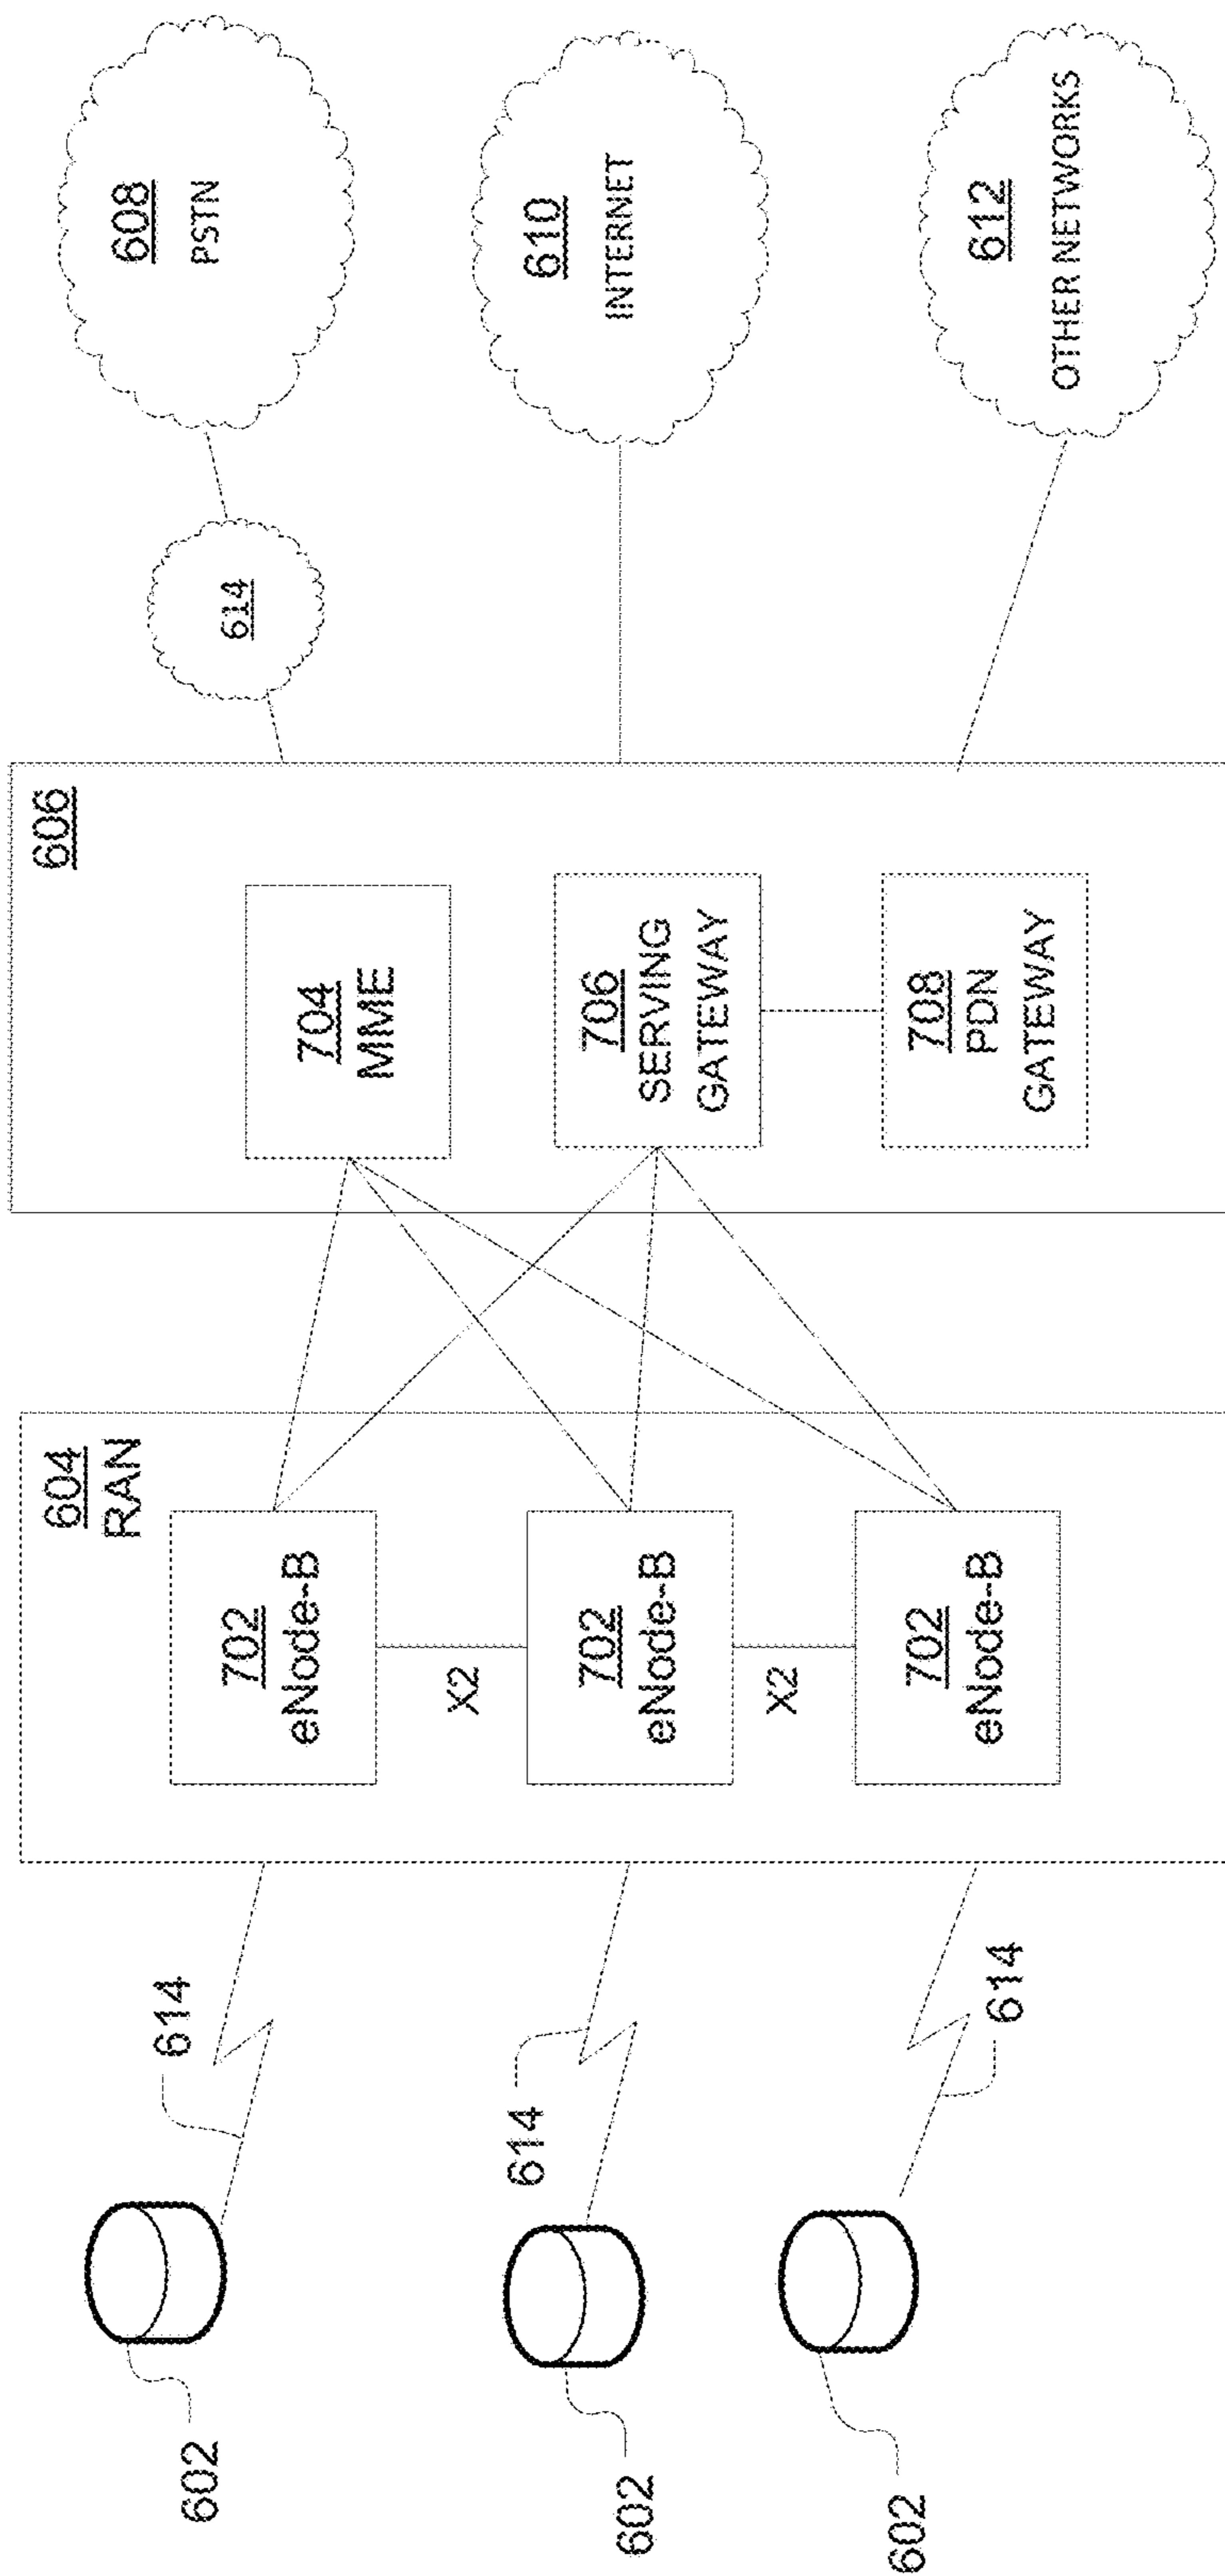 602
602
602
614
614
614
604
RAN
702
eNode-B
X2
702
eNode-B
X2
702
eNode-B
606
704
MME
706
SERVING
GATEWAY
708
PDN
GATEWAY
614
608
PSTN
610
INTERNET
612
OTHER NETWORKS